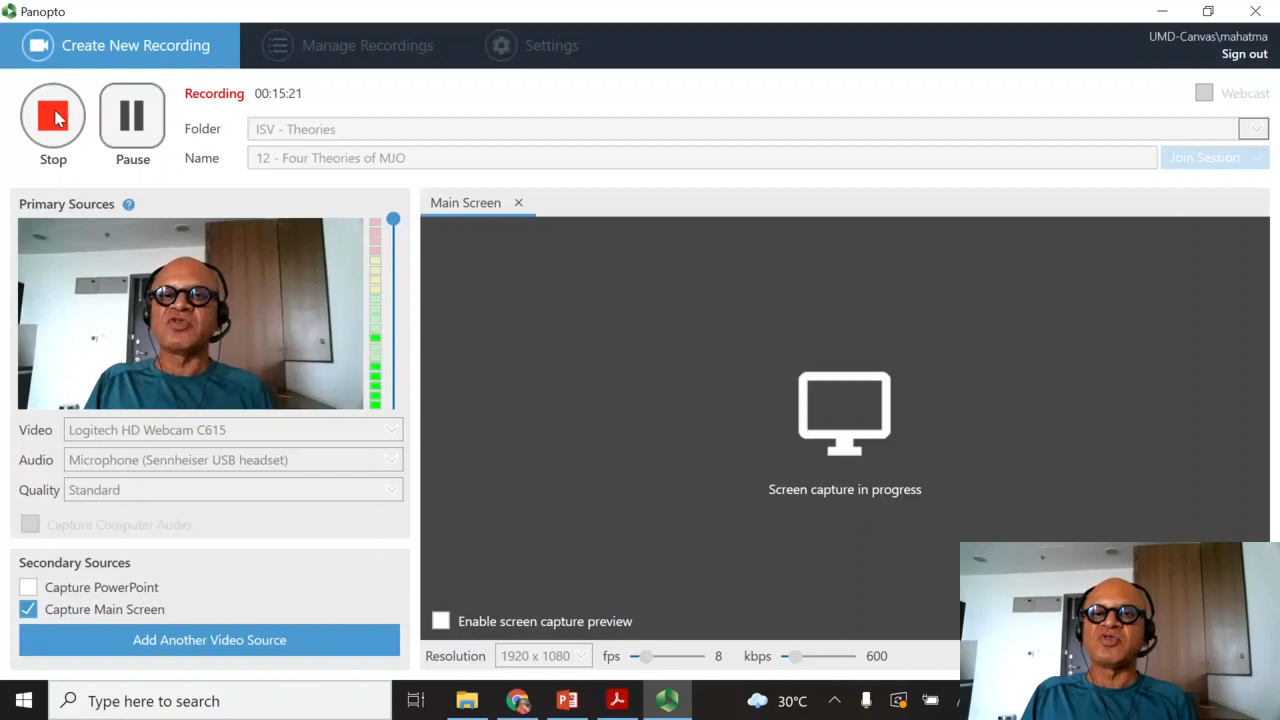 Panopto
Create New Recording
Manage Recordings
Settings
UMD-Canvas\mahatma
Sign out
Recording 00:15:21
Webcast
Folder ISV - Theories
Stop
Pause
Name 12 - Four Theories of MJO
Join Session
Primary Sources ?
Main Screen
Video Logitech HD Webcam C615
Audio Microphone (Sennheiser USB headset)
Quality Standard
Capture Computer Audio
Screen capture in progress
Secondary Sources
Capture PowerPoint
Capture Main Screen
Add Another Video Source
Enable screen capture preview
Resolution 1920 x 1080 fps 8 kbps 600
Type here to search
30°C